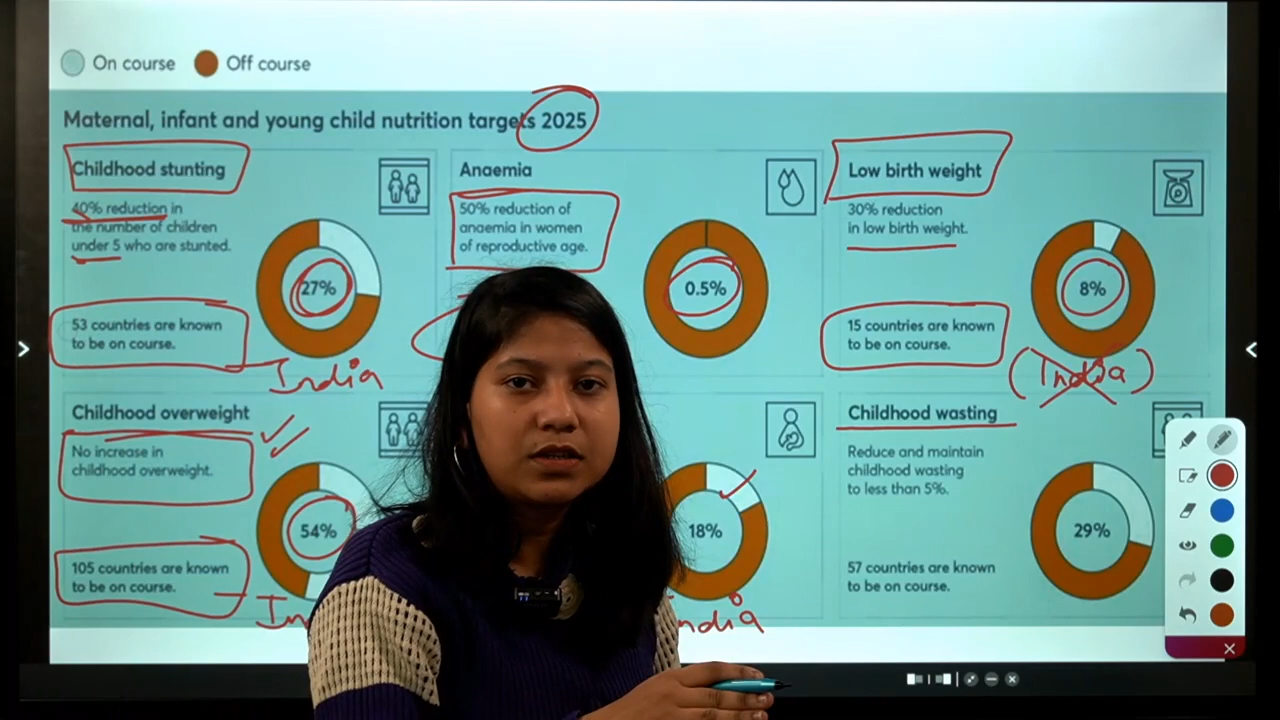 On course
Off course
Maternal, infant and young child nutrition targets 2025
Childhood stunting
40% reduction in
the number of children
under 5 who are stunted.
27%
53 countries are known
to be on course.
India
Anaemia
50% reduction of
anaemia in women
of reproductive age.
0.5%
Low birth weight
30% reduction
in low birth weight.
8%
15 countries are known
to be on course.
(India)
Childhood overweight
No increase in
childhood overweight.
54%
105 countries are known
to be on course.
18%
Childhood wasting
Reduce and maintain
childhood wasting
to less than 5%.
29%
57 countries are known
to be on course.